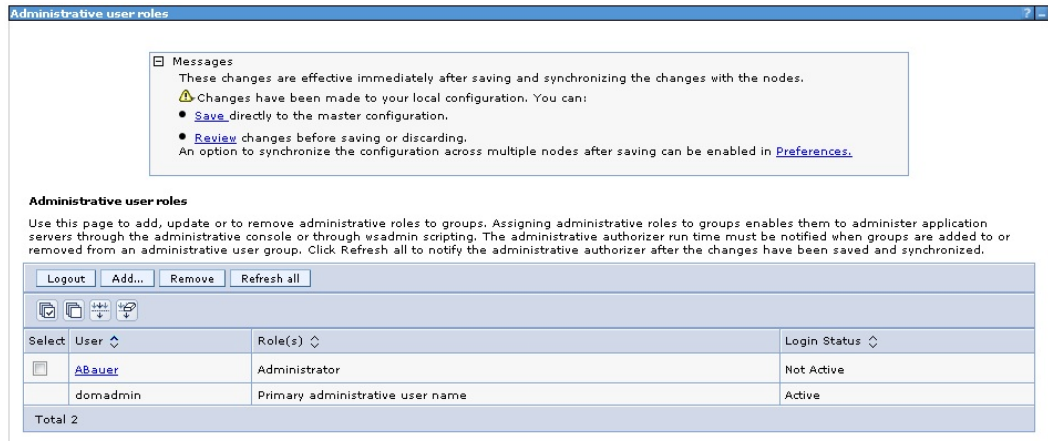 Administrative user roles
? –
Messages
These changes are effective immediately after saving and synchronizing the changes with the nodes.
Changes have been made to your local configuration. You can:
• Save directly to the master configuration.
• Review changes before saving or discarding.
An option to synchronize the configuration across multiple nodes after saving can be enabled in Preferences.
Administrative user roles
Use this page to add, update or to remove administrative roles to groups. Assigning administrative roles to groups enables them to administer application
servers through the administrative console or through wsadmin scripting. The administrative authorizer run time must be notified when groups are added to or
removed from an administrative user group. Click Refresh all to notify the administrative authorizer after the changes have been saved and synchronized.
Logout Add... Remove Refresh all
Select User Role(s) Login Status
ABauer Administrator Not Active
domadmin Primary administrative user name Active
Total 2